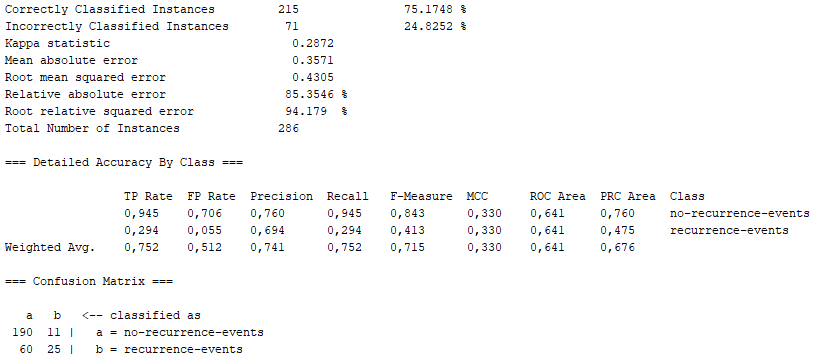 Correctly Classified Instances         215               75.1748 %
Incorrectly Classified Instances        71               24.8252 %
Kappa statistic                          0.2872
Mean absolute error                      0.3571
Root mean squared error                  0.4305
Relative absolute error                 85.3546 %
Root relative squared error             94.179  %
Total Number of Instances              286
=== Detailed Accuracy By Class ===
                 TP Rate  FP Rate  Precision  Recall   F-Measure  MCC      ROC Area  PRC Area  Class
                 0,945    0,706    0,760      0,945    0,843      0,330    0,641     0,760     no-recurrence-events
                 0,294    0,055    0,694      0,294    0,413      0,330    0,641     0,475     recurrence-events
Weighted Avg.    0,752    0,512    0,741      0,752    0,715      0,330    0,641     0,676
=== Confusion Matrix ===
   a   b   <-- classified as
 190  11 |   a = no-recurrence-events
  60  25 |   b = recurrence-events